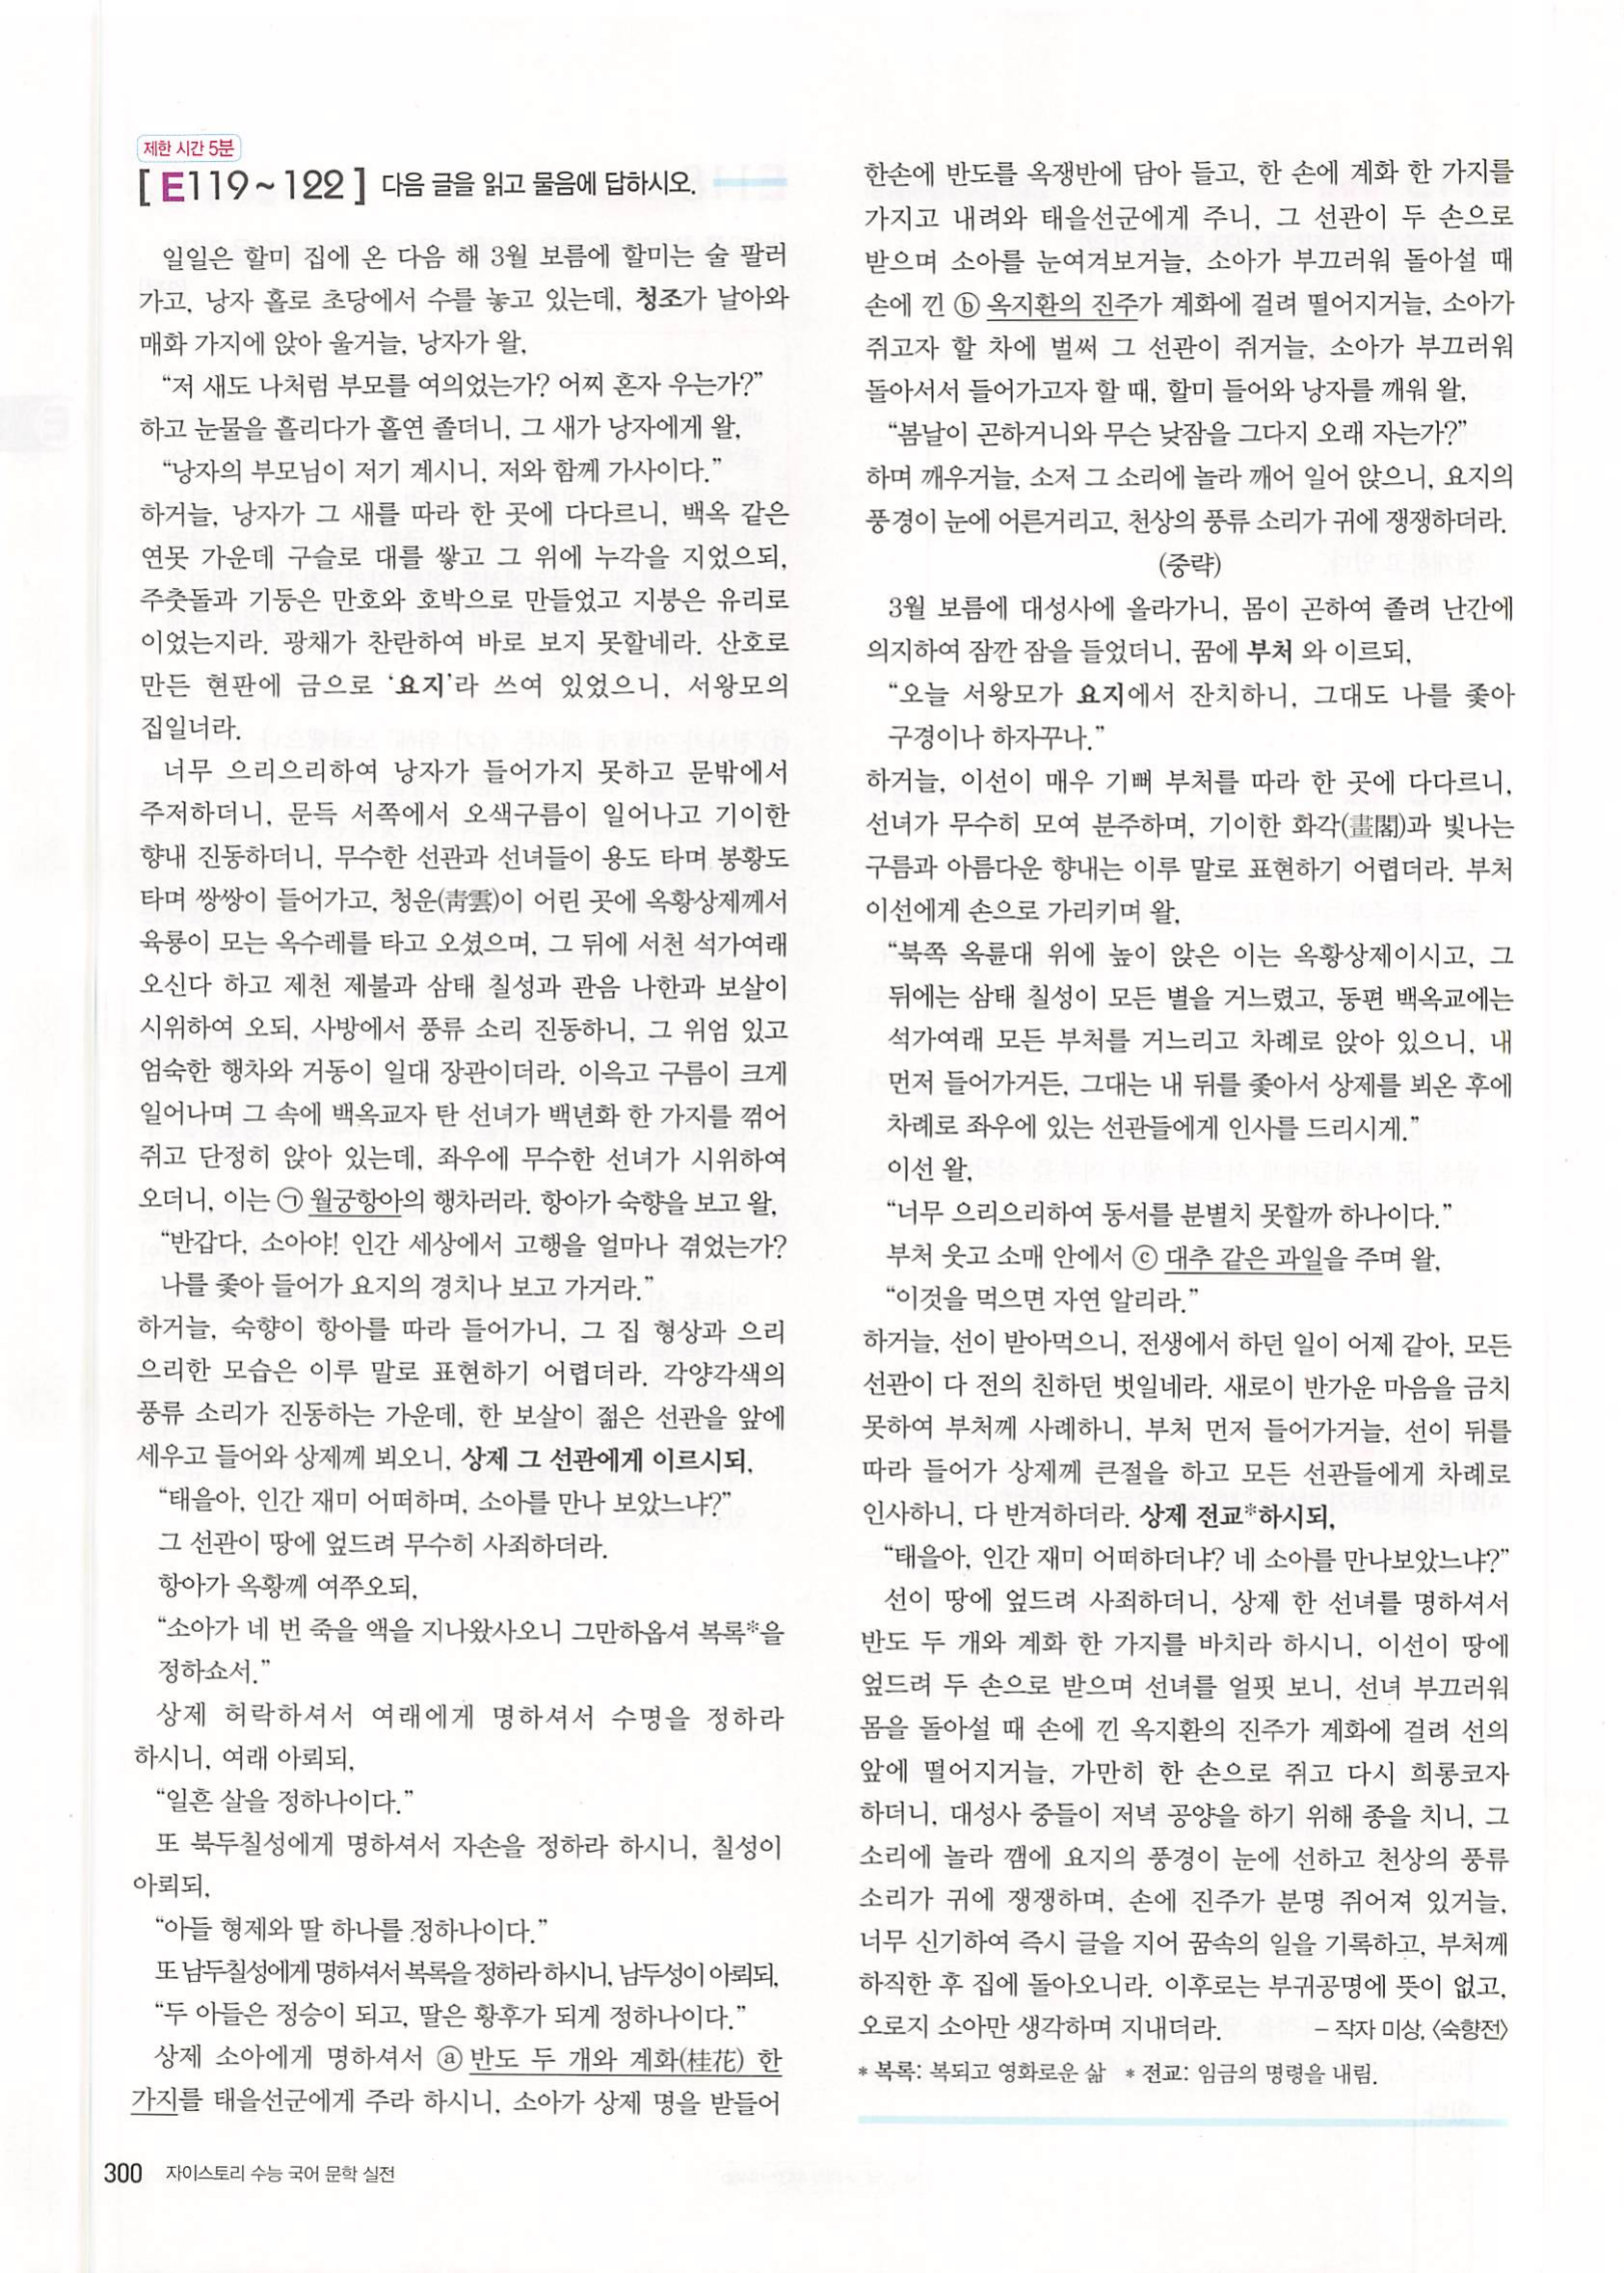 제한 시간 5분
[ E119~122 ] 다음 글을 읽고 물음에 답하시오.
일일은 할미 집에 온 다음 해 3월 보름에 할미는 술 팔러
가고, 낭자 홀로 초당에서 수를 놓고 있는데, 청조가 날아와
매화 가지에 앉아 울거늘, 낭자가 왈,
“저 새도 나처럼 부모를 여의었는가? 어찌 혼자 우는가?”
하고 눈물을 흘리다가 홀연 졸더니, 그 새가 낭자에게 왈,
“낭자의 부모님이 저기 계시니, 저와 함께 가사이다.”
하거늘, 낭자가 그 새를 따라 한 곳에 다다르니, 백옥 같은
연못 가운데 구슬로 대를 쌓고 그 위에 누각을 지었으되,
주춧돌과 기둥은 만호와 호박으로 만들었고 지붕은 유리로
이었는지라. 광채가 찬란하여 바로 보지 못할네라. 산호로
만든 현판에 금으로 ‘요지’라 쓰여 있었으니, 서왕모의
집일너라.
너무 으리으리하여 낭자가 들어가지 못하고 문밖에서
주저하더니, 문득 서쪽에서 오색구름이 일어나고 기이한
향내 진동하더니, 무수한 선관과 선녀들이 용도 타며 봉황도
타며 쌍쌍이 들어가고, 청운(靑雲)이 어린 곳에 옥황상제께서
육룡이 모는 옥수레를 타고 오셨으며, 그 뒤에 서천 석가여래
오신다 하고 제천 제불과 삼태 칠성과 관음 나한과 보살이
시위하여 오되, 사방에서 풍류 소리 진동하니, 그 위엄 있고
엄숙한 행차와 거동이 일대 장관이더라. 이윽고 구름이 크게
일어나며 그 속에 백옥교자 탄 선녀가 백년화 한 가지를 꺾어
쥐고 단정히 앉아 있는데, 좌우에 무수한 선녀가 시위하여
오더니, 이는 ㉠ 월궁항아의 행차러라. 항아가 숙향을 보고 왈,
“반갑다, 소아야! 인간 세상에서 고행을 얼마나 겪었는가?
나를 좇아 들어가 요지의 경치나 보고 가거라.”
하거늘, 숙향이 항아를 따라 들어가니, 그 집 형상과 으리
으리한 모습은 이루 말로 표현하기 어렵더라. 각양각색의
풍류 소리가 진동하는 가운데, 한 보살이 젊은 선관을 앞에
세우고 들어와 상제께 뵈오니, 상제 그 선관에게 이르시되,
“태을아, 인간 재미 어떠하며, 소아를 만나 보았느냐?”
그 선관이 땅에 엎드려 무수히 사죄하더라.
항아가 옥황께 여쭈오되,
“소아가 네 번 죽을 액을 지나왔사오니 그만하옵셔 복록*을
정하쇼서.”
상제 허락하셔서 여래에게 명하셔서 수명을 정하라
하시니, 여래 아뢰되,
“일흔 살을 정하나이다.”
또 북두칠성에게 명하셔서 자손을 정하라 하시니, 칠성이
아뢰되,
“아들 형제와 딸 하나를 정하나이다.”
또 남두칠성에게 명하셔서 복록을 정하라 하시니, 남두성이 아뢰되,
“두 아들은 정승이 되고, 딸은 황후가 되게 정하나이다.”
상제 소아에게 명하셔서 ⓐ 반도 두 개와 계화(桂花) 한
가지를 태을선군에게 주라 하시니, 소아가 상제 명을 받들어
한손에 반도를 옥쟁반에 담아 들고, 한 손에 계화 한 가지를
가지고 내려와 태을선군에게 주니, 그 선관이 두 손으로
받으며 소아를 눈여겨보거늘, 소아가 부끄러워 돌아설 때
손에 낀 ⓑ 옥지환의 진주가 계화에 걸려 떨어지거늘, 소아가
쥐고자 할 차에 벌써 그 선관이 쥐거늘, 소아가 부끄러워
돌아서서 들어가고자 할 때, 할미 들어와 낭자를 깨워 왈,
“봄날이 곤하거니와 무슨 낮잠을 그다지 오래 자는가?”
하며 깨우거늘, 소저 그 소리에 놀라 깨어 일어 앉으니, 요지의
풍경이 눈에 어른거리고, 천상의 풍류 소리가 귀에 쟁쟁하더라.
(중략)
3월 보름에 대성사에 올라가니, 몸이 곤하여 졸려 난간에
의지하여 잠깐 잠을 들었더니, 꿈에 부처 와 이르되,
“오늘 서왕모가 요지에서 잔치하니, 그대도 나를 좇아
구경이나 하자꾸나.”
하거늘, 이선이 매우 기뻐 부처를 따라 한 곳에 다다르니,
선녀가 무수히 모여 분주하며, 기이한 화각(畫閣)과 빛나는
구름과 아름다운 향내는 이루 말로 표현하기 어렵더라. 부처
이선에게 손으로 가리키며 왈,
“북쪽 옥륜대 위에 높이 앉은 이는 옥황상제이시고, 그
뒤에는 삼태 칠성이 모든 별을 거느렸고, 동편 백옥교에는
석가여래 모든 부처를 거느리고 차례로 앉아 있으니, 내
먼저 들어가거든, 그대는 내 뒤를 좇아서 상제를 뵈온 후에
차례로 좌우에 있는 선관들에게 인사를 드리시게.”
이선 왈,
“너무 으리으리하여 동서를 분별치 못할까 하나이다.”
부처 웃고 소매 안에서 ⓒ 대추 같은 과일을 주며 왈,
“이것을 먹으면 자연 알리라.”
하거늘, 선이 받아먹으니, 전생에서 하던 일이 어제 같아, 모든
선관이 다 전의 친하던 벗일네라. 새로이 반가운 마음을 금치
못하여 부처께 사례하니, 부처 먼저 들어가거늘, 선이 뒤를
따라 들어가 상제께 큰절을 하고 모든 선관들에게 차례로
인사하니, 다 반겨하더라. 상제 전교*하시되,
“태을아, 인간 재미 어떠하더냐? 네 소아를 만나보았느냐?”
선이 땅에 엎드려 사죄하더니, 상제 한 선녀를 명하셔서
반도 두 개와 계화 한 가지를 바치라 하시니, 이선이 땅에
엎드려 두 손으로 받으며 선녀를 얼핏 보니, 선녀 부끄러워
몸을 돌아설 때 손에 낀 옥지환의 진주가 계화에 걸려 선의
앞에 떨어지거늘, 가만히 한 손으로 쥐고 다시 희롱코자
하더니, 대성사 중들이 저녁 공양을 하기 위해 종을 치니, 그
소리에 놀라 깸에 요지의 풍경이 눈에 선하고 천상의 풍류
소리가 귀에 쟁쟁하며, 손에 진주가 분명 쥐어져 있거늘,
너무 신기하여 즉시 글을 지어 꿈속의 일을 기록하고, 부처께
하직한 후 집에 돌아오니라. 이후로는 부귀공명에 뜻이 없고,
오로지 소아만 생각하며 지내더라. - 작자 미상, 〈숙향전〉
* 복록: 복되고 영화로운 삶 * 전교: 임금의 명령을 내림.
300 자이스토리 수능 국어 문학 실전